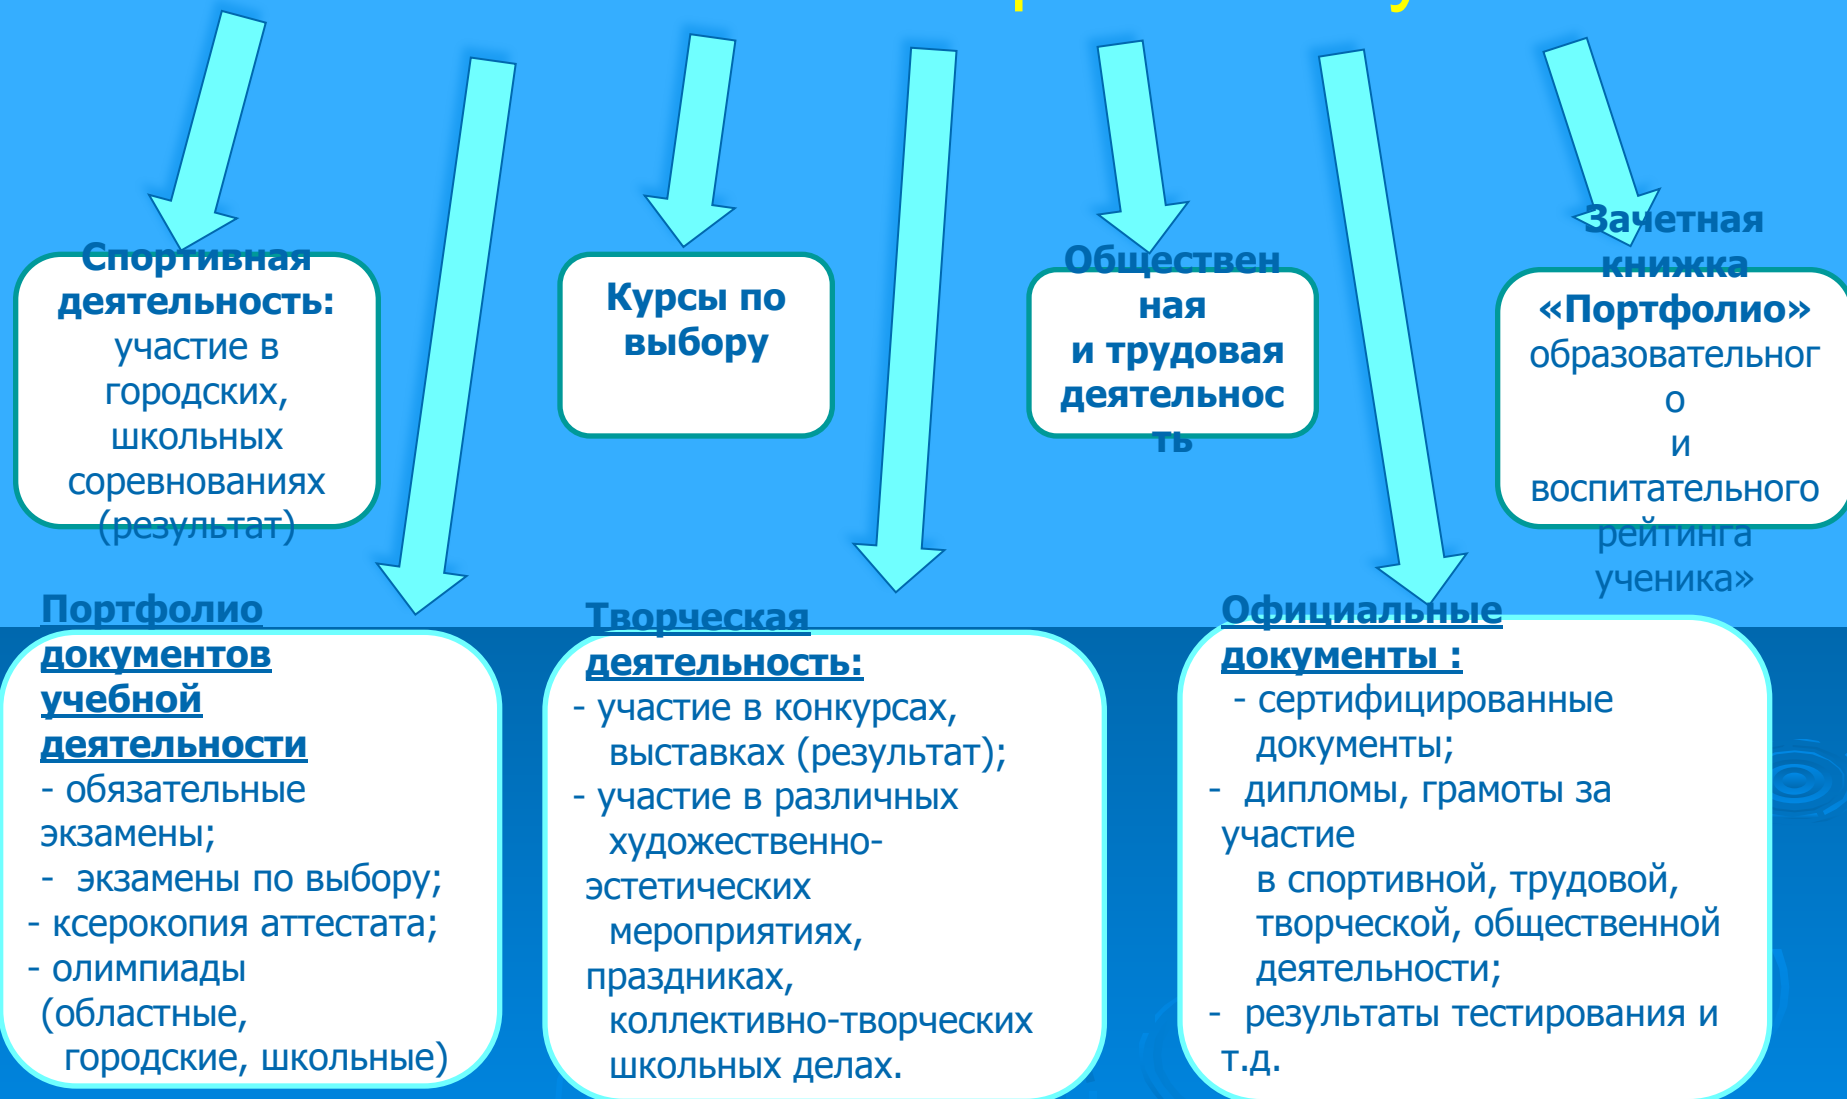 Спортивная
деятельность:
участие в
городских,
школьных
соревнованиях
(результат)
Курсы по
выбору
Обществен
ная
и трудовая
деятельнос
ть
Зачетная
книжка
«Портфолио»
образовательног
о
и
воспитательного
рейтинга
ученика»
Портфолио
документов
учебной
деятельности
- обязательные
экзамены;
- экзамены по выбору;
- ксерокопия аттестата;
- олимпиады
(областные,
городские, школьные)
Творческая
деятельность:
- участие в конкурсах,
выставках (результат);
- участие в различных
художественно-
эстетических
мероприятиях,
праздниках,
коллективно-творческих
школьных делах.
Официальные
документы :
- сертифицированные
документы;
- дипломы, грамоты за
участие
в спортивной, трудовой,
творческой, общественной
деятельности;
- результаты тестирования и
т.д.